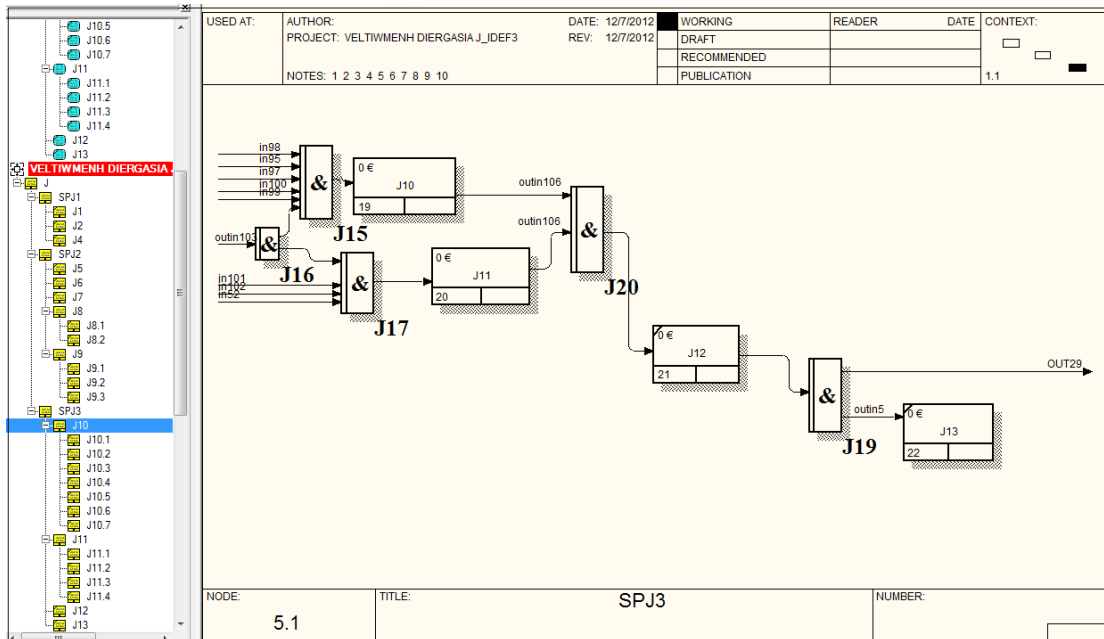 J10.5
J10.6
J10.7
J11
J11.1
J11.2
J11.3
J11.4
J12
J13
VELTIWMENH DIERGASIA
J
SPJ1
J1
J2
J4
SPJ2
J5
J6
J7
J8
J8.1
J8.2
J9
J9.1
J9.2
J9.3
SPJ3
J10
J10.1
J10.2
J10.3
J10.4
J10.5
J10.6
J10.7
J11
J11.1
J11.2
J11.3
J11.4
J12
J13
USED AT:
AUTHOR:
DATE: 12/7/2012
WORKING
READER
DATE
CONTEXT:
PROJECT: VELTIWMENH DIERGASIA J_IDEF3
REV: 12/7/2012
DRAFT
RECOMMENDED
NOTES: 1 2 3 4 5 6 7 8 9 10
PUBLICATION
1.1
in98
in95
in97
in100
in99
&
J15
0 €
J10
19
outin106
outin103
&
J16
outin106
&
J20
in101
in102
in52
&
J17
0 €
J11
20
0 €
J12
21
&
J19
OUT29
outin5
0 €
J13
22
NODE:
5.1
TITLE:
SPJ3
NUMBER: